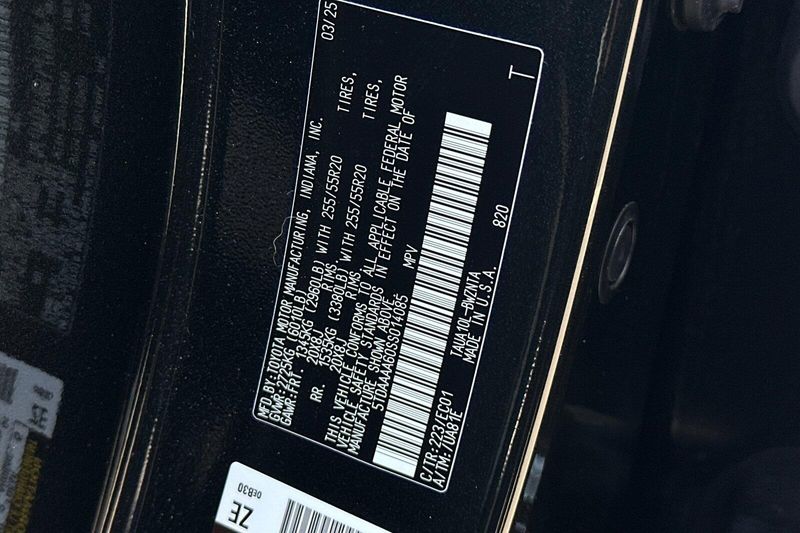 MFD.BY:TOYOTA MOTOR MANUFACTURING, INDIANA, INC. 03/25
GVWR:2725KG (6010LB)
GAWR:FRT. 1345KG (2960LB) WITH 255/55R20 TIRES,
20X8J RIMS
RR. 1535KG (3380LB) WITH 255/55R20 TIRES,
20X8J RIMS
THIS VEHICLE CONFORMS TO ALL APPLICABLE FEDERAL MOTOR
VEHICLE SAFETY STANDARDS IN EFFECT ON THE DATE OF
MANUFACTURE SHOWN ABOVE.
5TDAAAA60SS014085 MPV
C/TR:223/EC01 TAUA10L-BWZNTA 820 T
A/TM: /UA81E MADE IN U.S.A.
ZE
0EB30